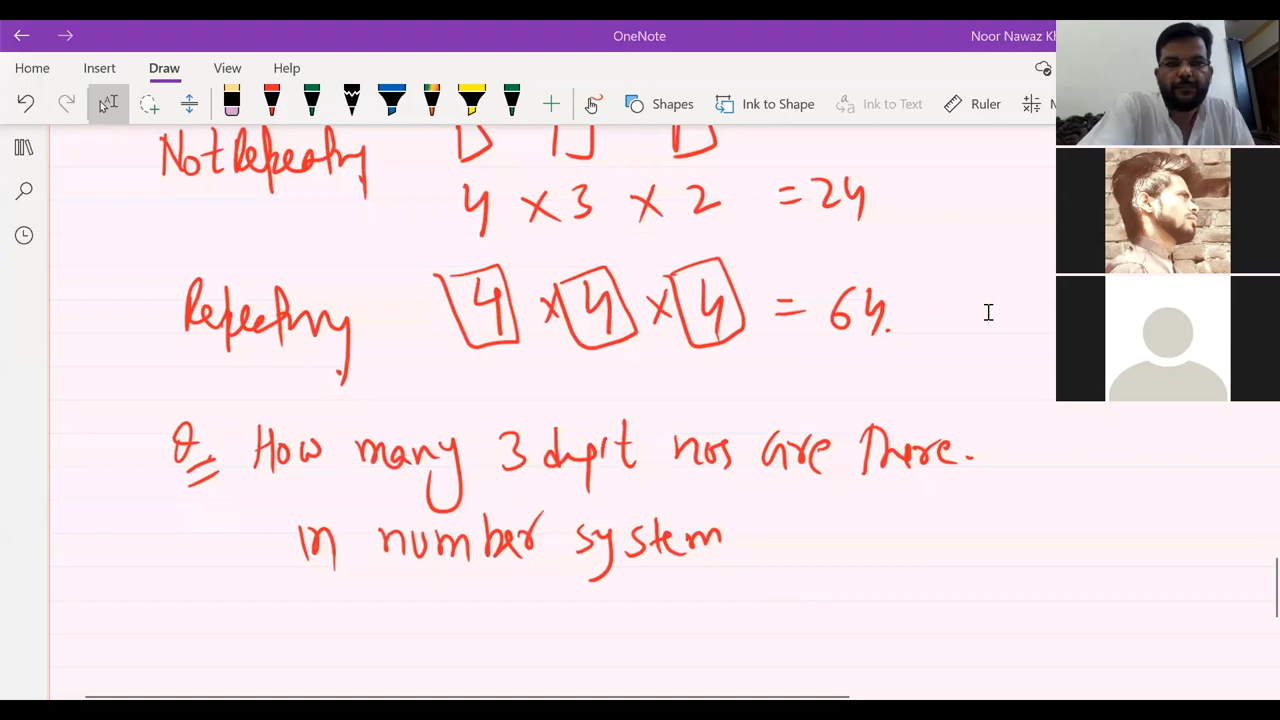 OneNote
Noor Nawaz Kh
Home Insert Draw View Help
Shapes Ink to Shape Ink to Text Ruler M
Not Repeating
4 × 3 × 2 = 24
Repeating 4 × 4 × 4 = 64.
Q How many 3 digit nos are there.
in number system